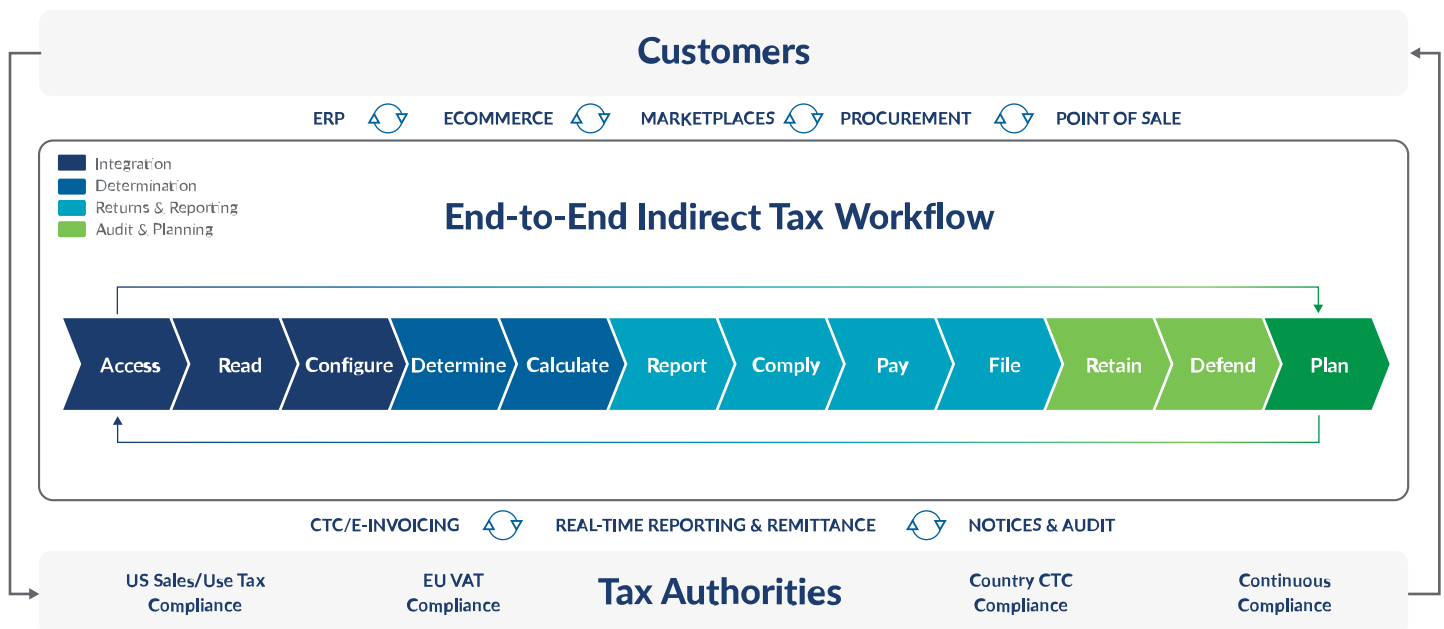 Customers
ERP ECOMMERCE MARKETPLACES PROCUREMENT POINT OF SALE
Integration
Determination
Returns & Reporting
Audit & Planning
End-to-End Indirect Tax Workflow
Access Read Configure Determine Calculate Report Comply Pay File Retain Defend Plan
CTC/E-INVOICING REAL-TIME REPORTING & REMITTANCE NOTICES & AUDIT
US Sales/Use Tax
Compliance
EU VAT
Compliance
Tax Authorities
Country CTC
Compliance
Continuous
Compliance